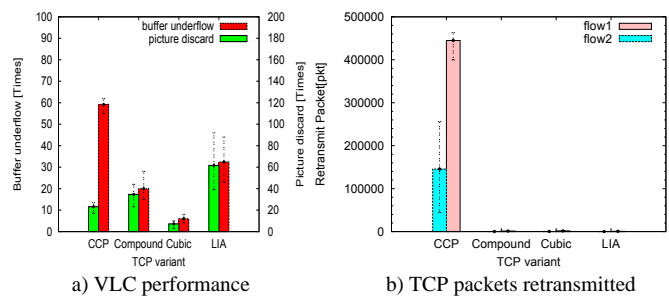 100
90
80
70
60
50
40
30
20
10
0
Buffer underflow [Times]
buffer underflow
picture discard
200
180
160
140
120
100
80
60
40
20
0
Picture discard [Times]
CCP Compound Cubic LIA
TCP variant
a) VLC performance
500000
400000
300000
200000
100000
0
Retransmit Packet[pkt]
flow1
flow2
CCP Compound Cubic LIA
TCP variant
b) TCP packets retransmitted